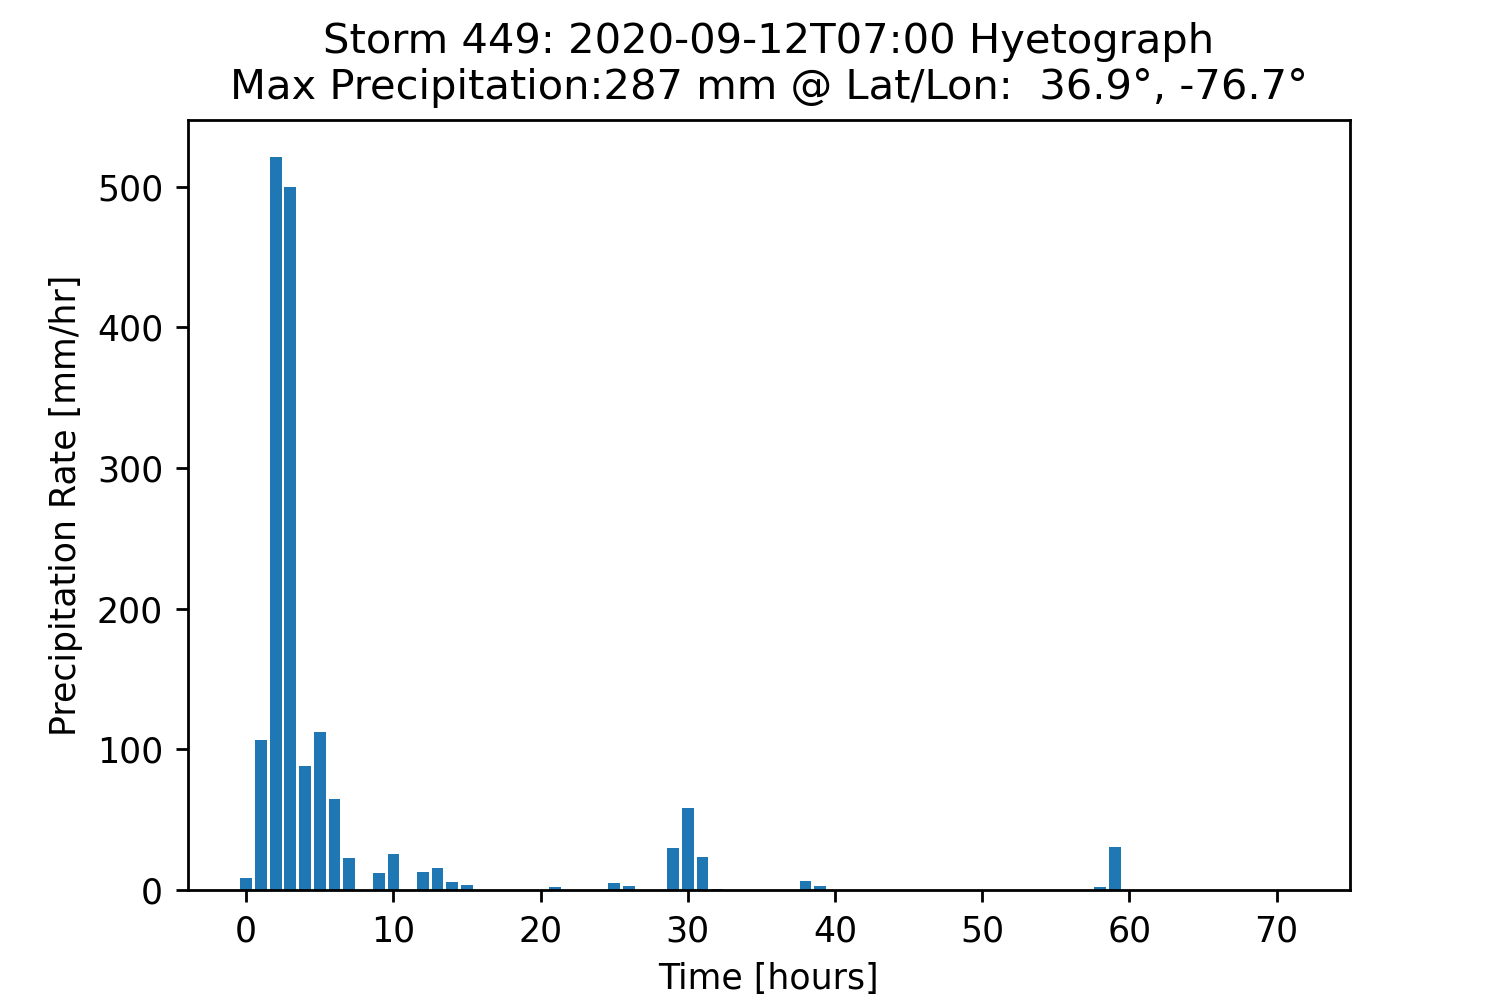 Storm 449: 2020-09-12T07:00 Hyetograph
Max Precipitation:287 mm @ Lat/Lon:  36.9°, -76.7°
500
400
300
200
100
0
Precipitation Rate [mm/hr]
0 10 20 30 40 50 60 70
Time [hours]